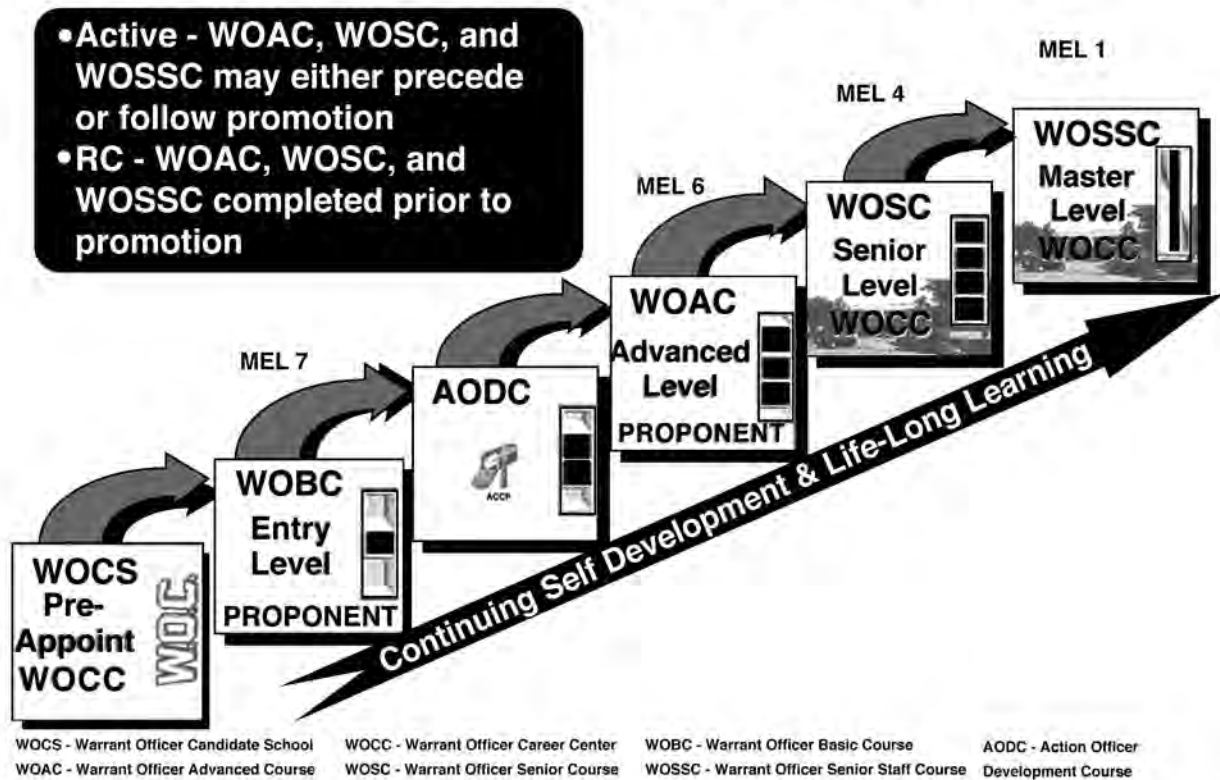 •Active - WOAC, WOSC, and
WOSSC may either precede
or follow promotion
•RC - WOAC, WOSC, and
WOSSC completed prior to
promotion
MEL 1
MEL 4
MEL 6
MEL 7
WOCS
Pre-
Appoint
WOCC
W.O.C.
WOBC
Entry
Level
PROPONENT
AODC
ACCP
WOAC
Advanced
Level
PROPONENT
WOSC
Senior
Level
WOCC
WOSSC
Master
Level
WOCC
Continuing Self Development & Life-Long Learning
WOCS - Warrant Officer Candidate School
WOCC - Warrant Officer Career Center
WOBC - Warrant Officer Basic Course
AODC - Action Officer
WOAC - Warrant Officer Advanced Course
WOSC - Warrant Officer Senior Course
WOSSC - Warrant Officer Senior Staff Course
Development Course